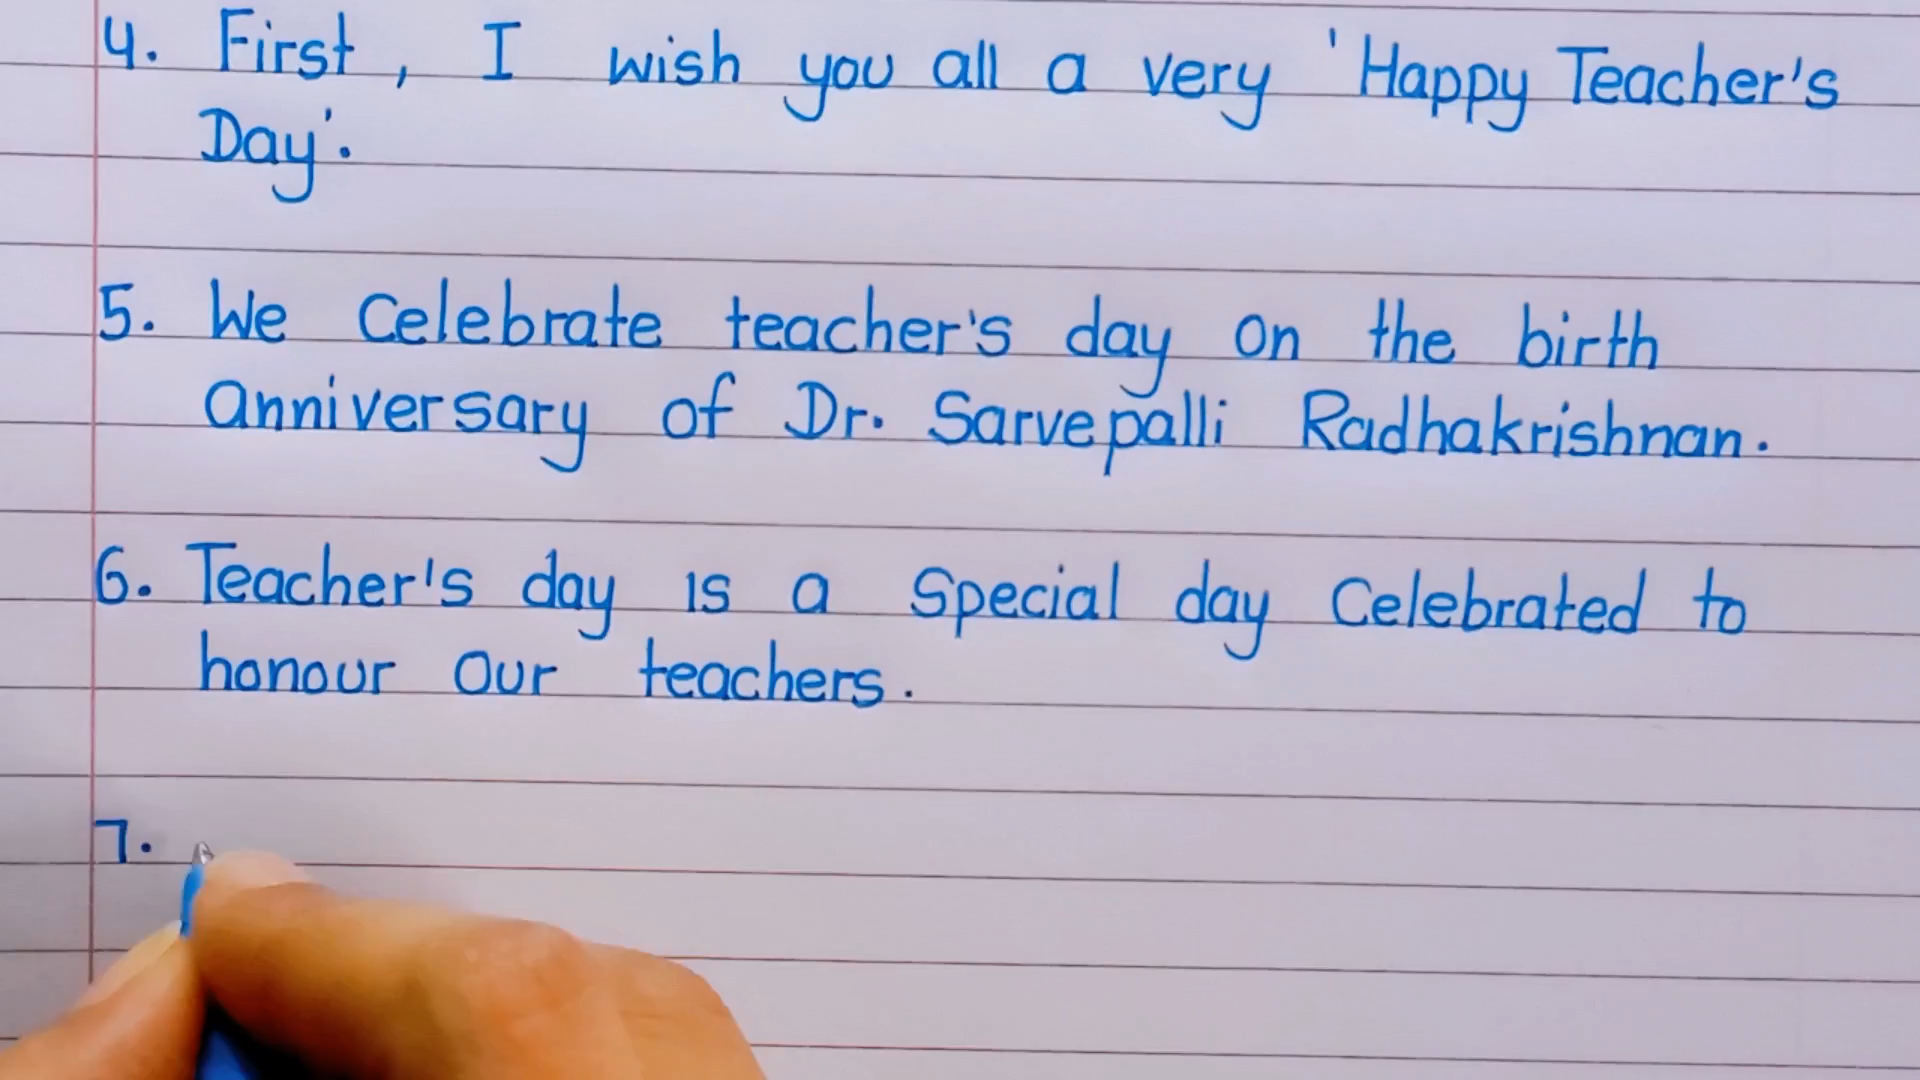 4. First, I wish you all a very 'Happy Teacher's
Day'.
5. We celebrate teacher's day on the birth
anniversary of Dr. Sarvepalli Radhakrishnan.
6. Teacher's day is a special day celebrated to
honour our teachers.
7.